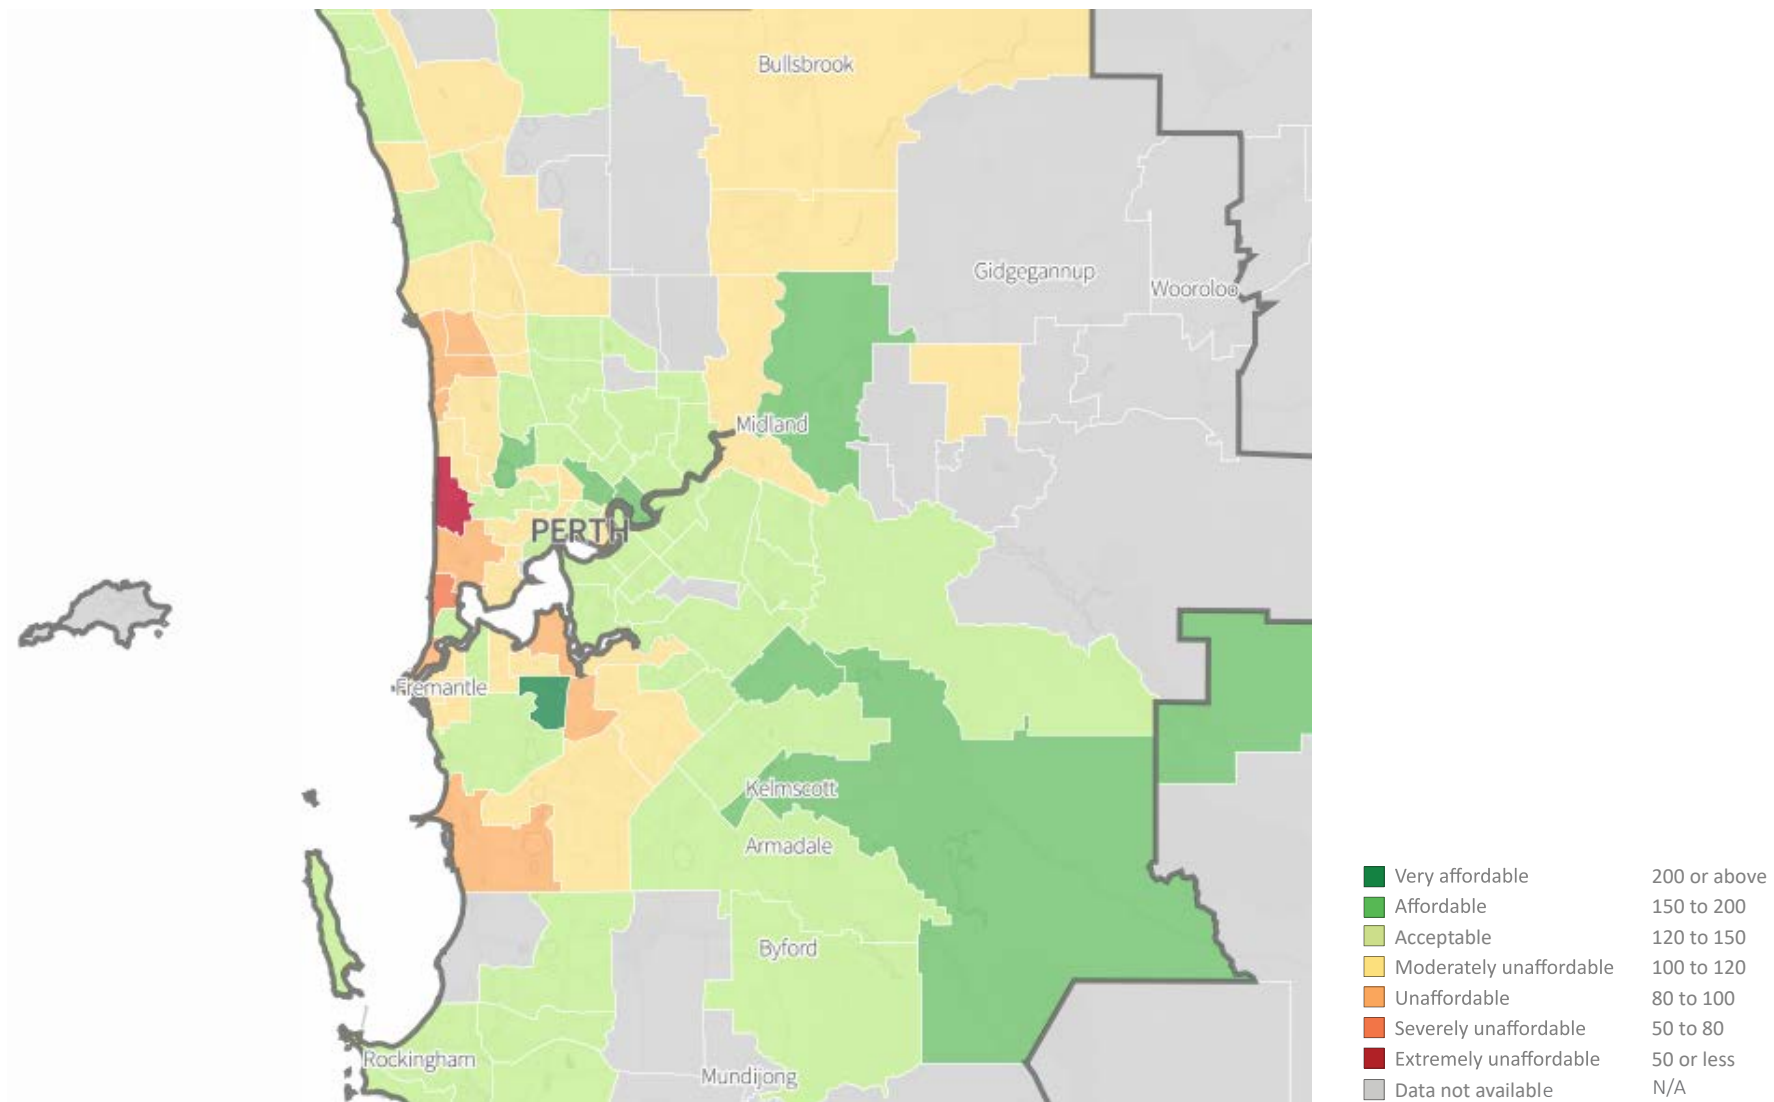 Bullsbrook
Gidgegannup
Wooroloo
Midland
PERTH
Fremantle
Kelmscott
Armadale
Byford
Rockingham
Mundijong
Very affordable 200 or above
Affordable 150 to 200
Acceptable 120 to 150
Moderately unaffordable 100 to 120
Unaffordable 80 to 100
Severely unaffordable 50 to 80
Extremely unaffordable 50 or less
Data not available N/A